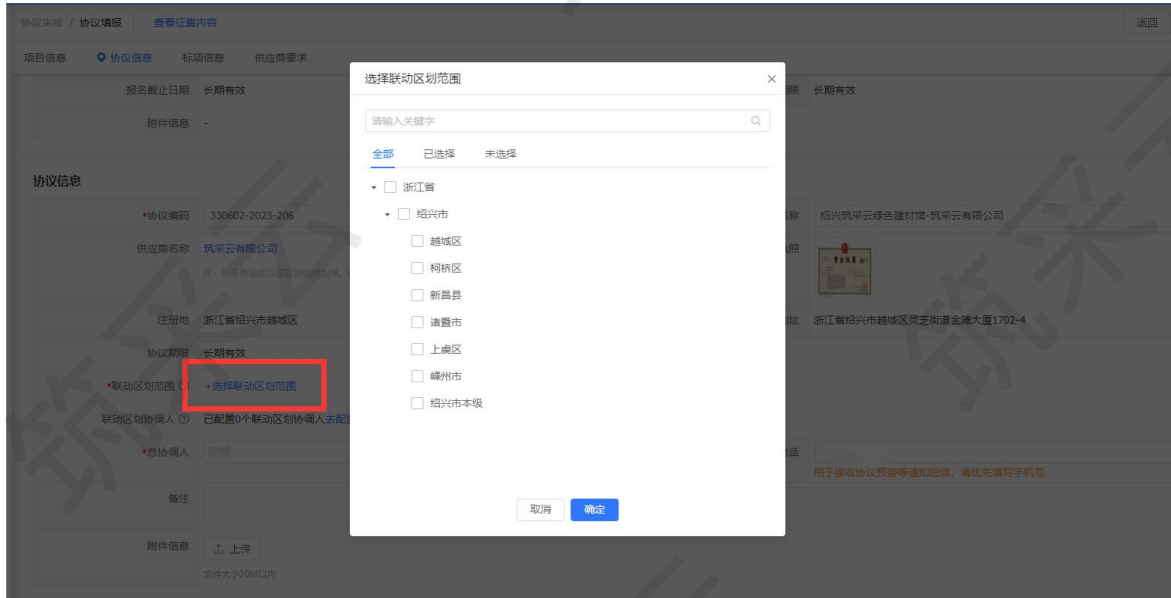 协议审核 / 协议填报 查看征集内容 返回
项目信息 协议信息 标项信息 供应商要求
选择联动区划范围
报名截止日期 长期有效 限 长期有效
请输入关键字
附件信息 -
全部 已选择 未选择
协议信息
浙江省
*协议编码 330602-2023-206 名称 绍兴筑采云绿色建材馆-筑采云有限公司
绍兴市
供应商名称 筑采云有限公司 照
越城区
柯桥区
新昌县
注册地 浙江省绍兴市越城区 地址 浙江省绍兴市越城区灵芝街道金滩大厦1702-4
诸暨市
协议期限 长期有效
上虞区
*联动区划范围 +选择联动区划范围
嵊州市
绍兴市本级
联动区划协调人 已配置0个联动区划协调人去配
*总协调人 话
用于接收协议预警等通知短信,请优先填写手机号
备注
取消 确定
附件信息 上传
文件大小20M以内
筑采云